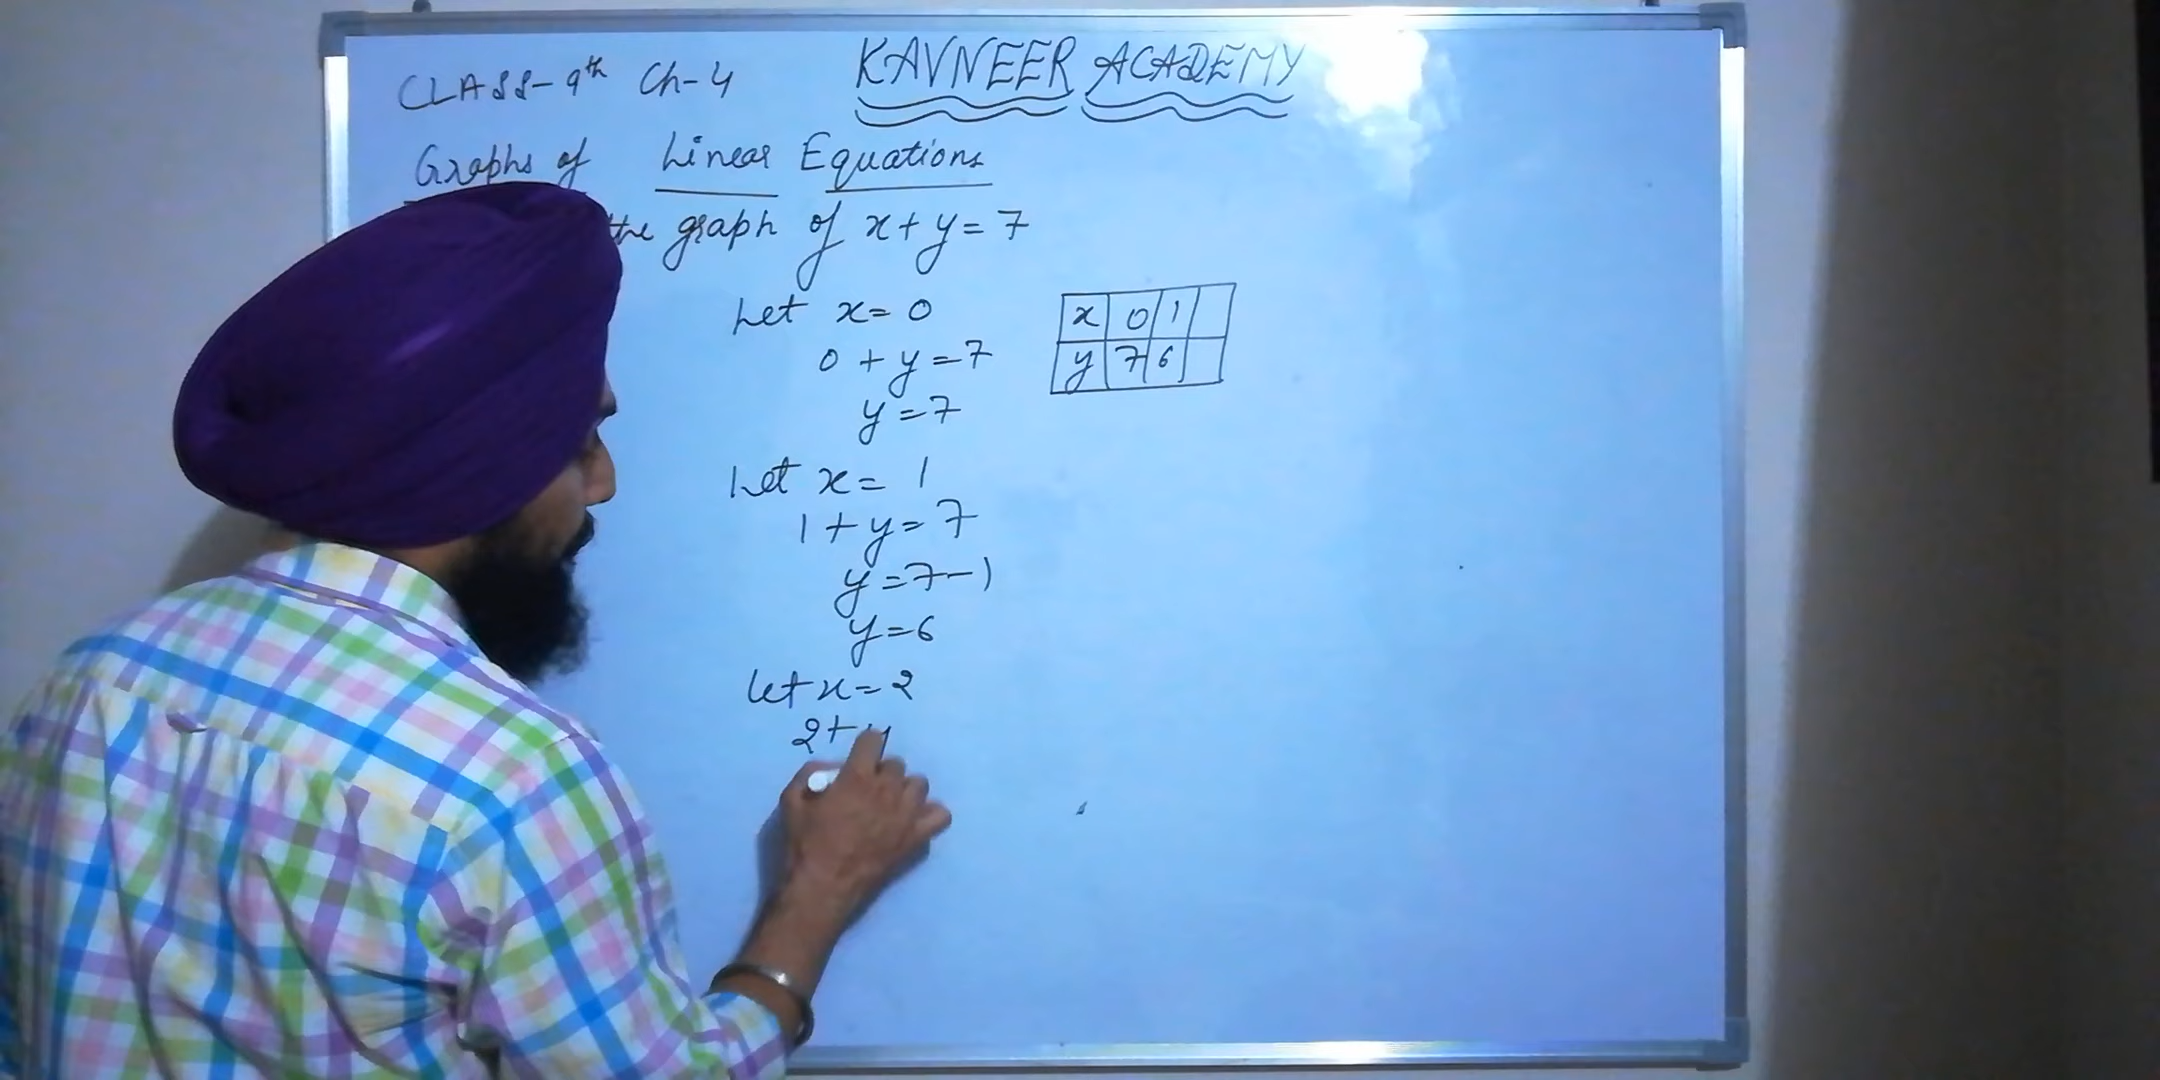 CLASS-9th Ch-4
KAVNEER ACADEMY
Graphs of Linear Equations
the graph of x+y=7
Let x=0
0+y=7
y=7
Let x=1
1+y=7
y=7-1
y=6
Let x=2
2+y
x 0 1
y 7 6